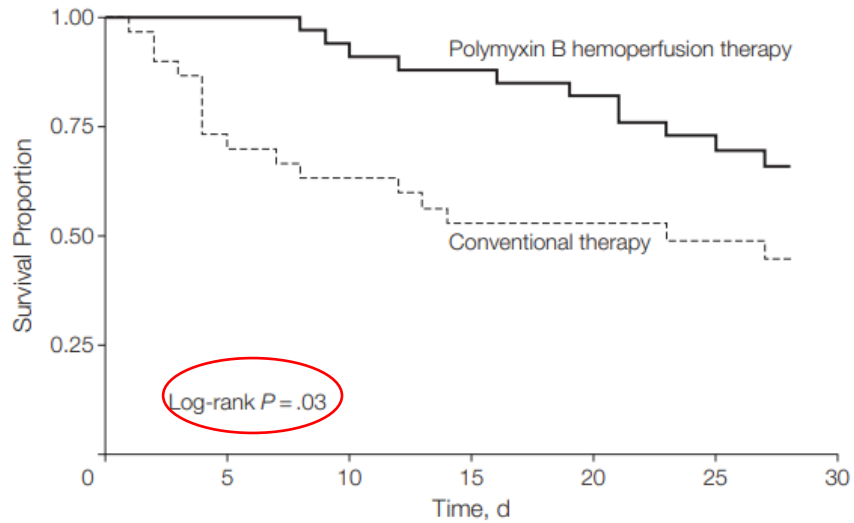 1.00
Polymyxin B hemoperfusion therapy
0.75
0.50
Conventional therapy
0.25
Log-rank P = .03
0 5 10 15 20 25 30
Time, d
Survival Proportion